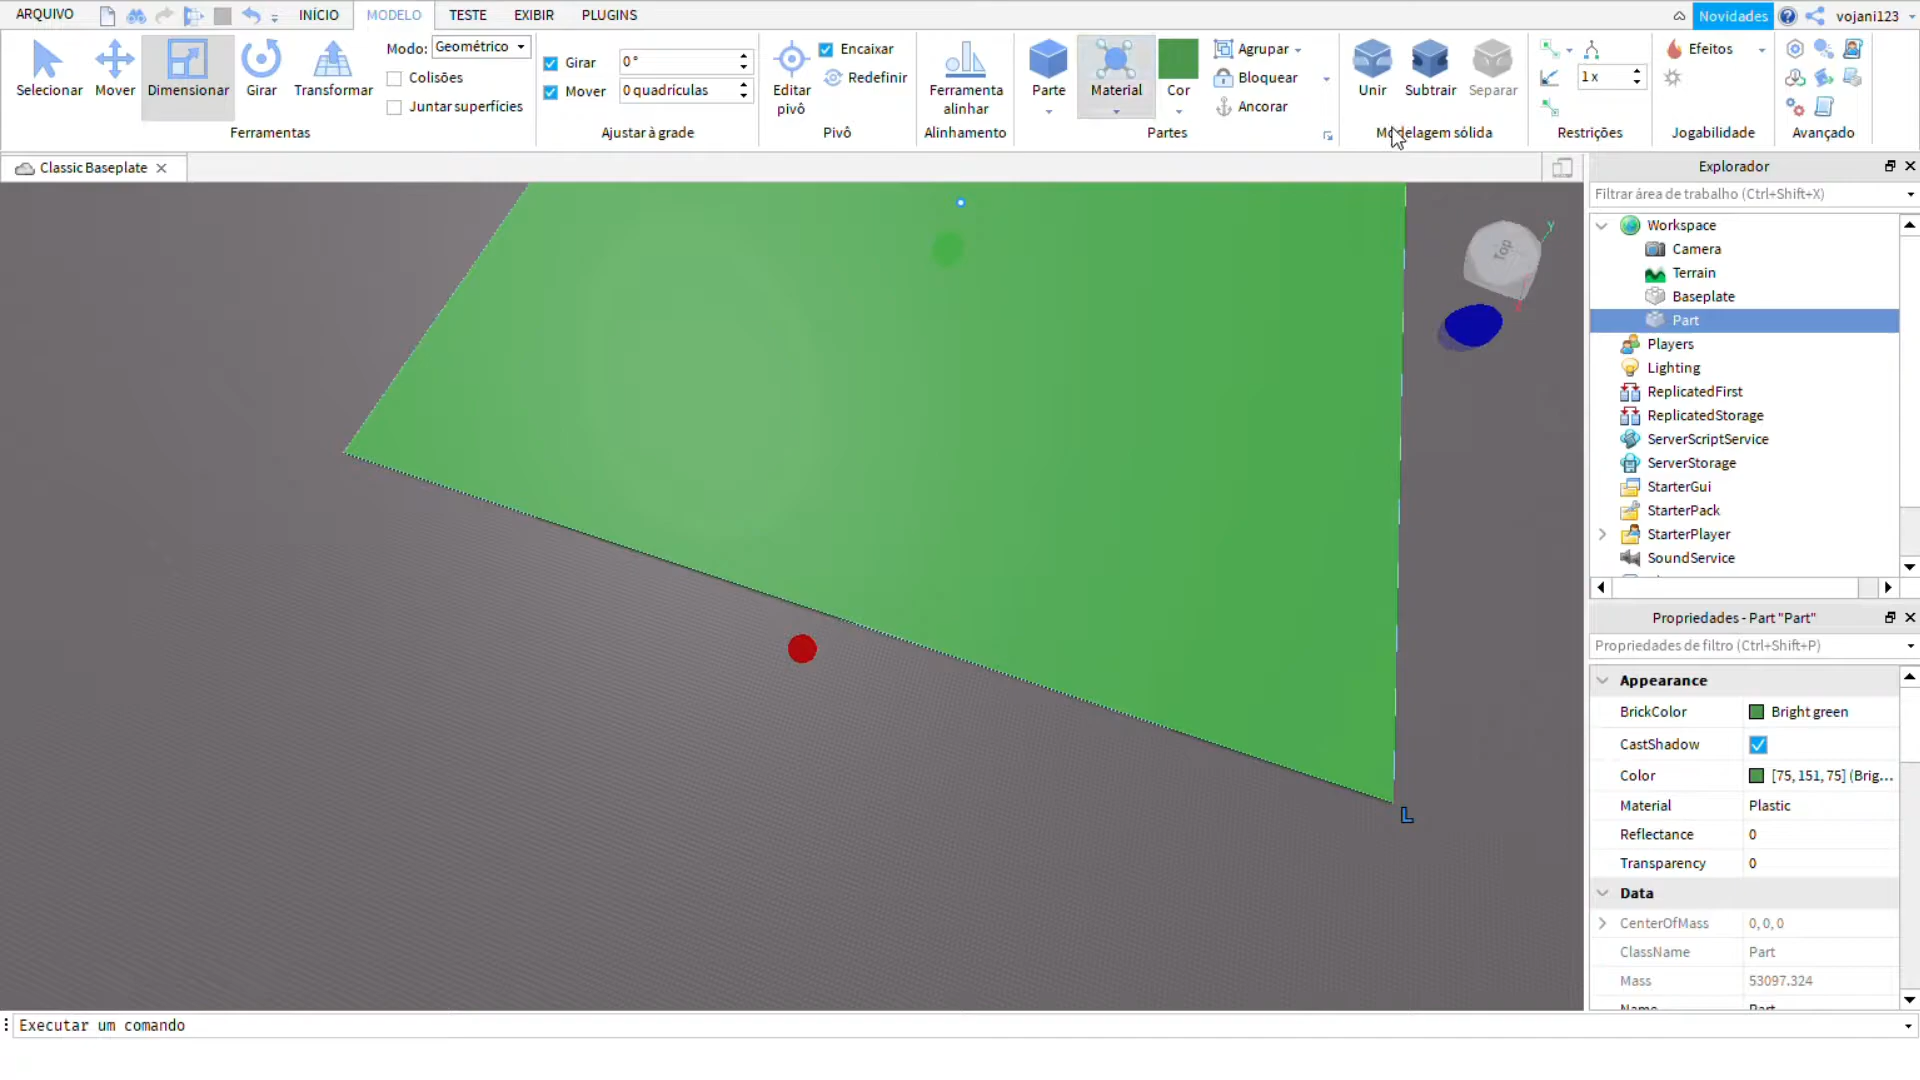 ARQUIVO INÍCIO MODELO TESTE EXIBIR PLUGINS Novidades vojani123
Selecionar Mover Dimensionar Girar Transformar
Modo: Geométrico
Colisões
Juntar superfícies
Ferramentas
Girar 0°
Mover 0 quadrículas
Ajustar à grade
Editar pivô
Encaixar
Redefinir
Pivô
Ferramenta alinhar
Alinhamento
Parte Material Cor
Agrupar
Bloquear
Ancorar
Partes
Unir Subtrair Separar
Modelagem sólida
1 x
Restrições
Efeitos
Jogabilidade
Avançado
Classic Baseplate
Top
Y
L
Explorador
Filtrar área de trabalho (Ctrl+Shift+X)
Workspace
Camera
Terrain
Baseplate
Part
Players
Lighting
ReplicatedFirst
ReplicatedStorage
ServerScriptService
ServerStorage
StarterGui
StarterPack
StarterPlayer
SoundService
Propriedades - Part "Part"
Propriedades de filtro (Ctrl+Shift+P)
Appearance
BrickColor Bright green
CastShadow
Color [75, 151, 75] (Brig...
Material Plastic
Reflectance 0
Transparency 0
Data
CenterOfMass 0, 0, 0
ClassName Part
Mass 53097.324
Name Part
Executar um comando